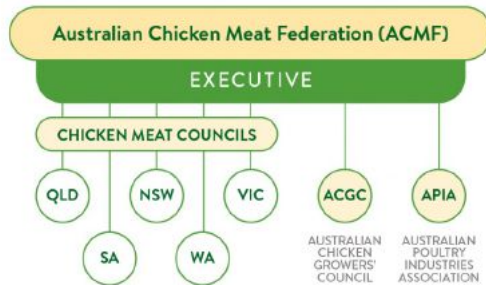 Australian Chicken Meat Federation (ACMF)
EXECUTIVE
CHICKEN MEAT COUNCILS
QLD
NSW
VIC
ACGC
APIA
SA
WA
AUSTRALIAN
CHICKEN
GROWERS'
COUNCIL
AUSTRALIAN
POULTRY
INDUSTRIES
ASSOCIATION